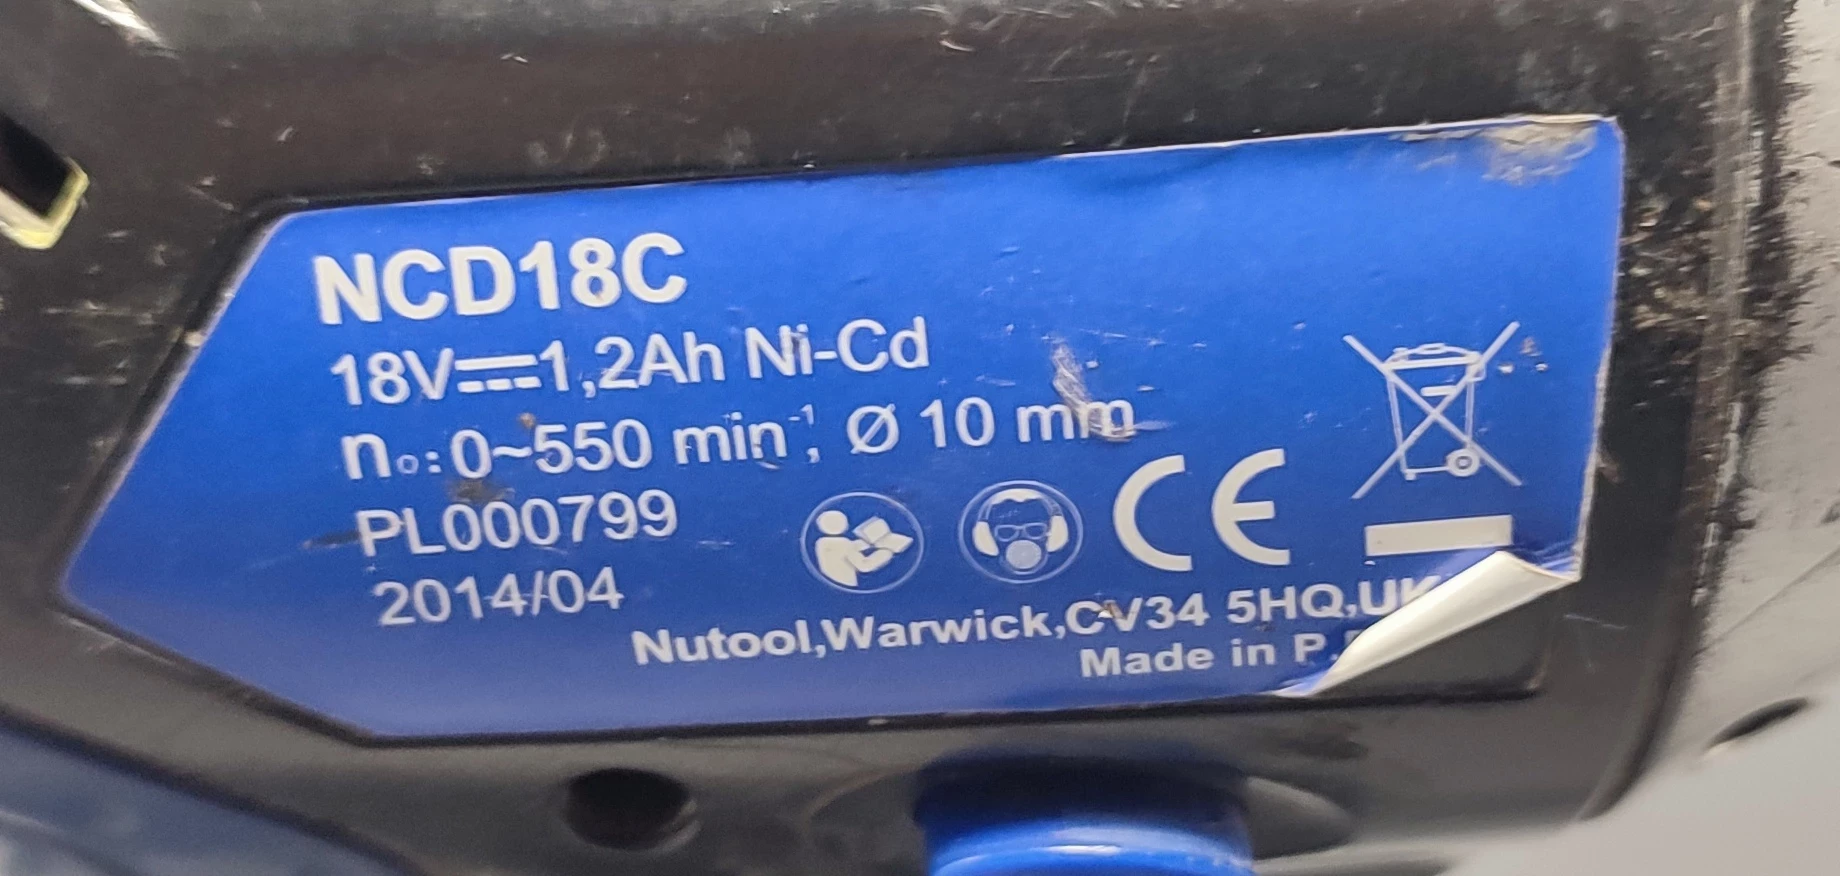 NCD18C
18V⎓1,2Ah Ni-Cd
n₀:0~550 min⁻¹, Ø 10 mm
PL000799
2014/04
CE
Nutool,Warwick,CV34 5HQ,UK
Made in P.